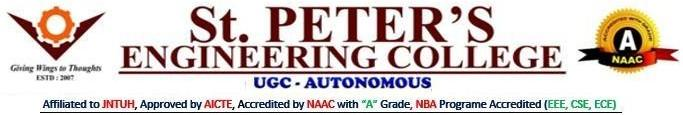 St. PETER'S
ENGINEERING COLLEGE
UGC - AUTONOMOUS
Giving Wings to Thoughts
ESTD : 2007
ACCREDITED WITH GRADE
A
NAAC
Affiliated to JNTUH, Approved by AICTE, Accredited by NAAC with “A” Grade, NBA Programe Accredited (EEE, CSE, ECE)